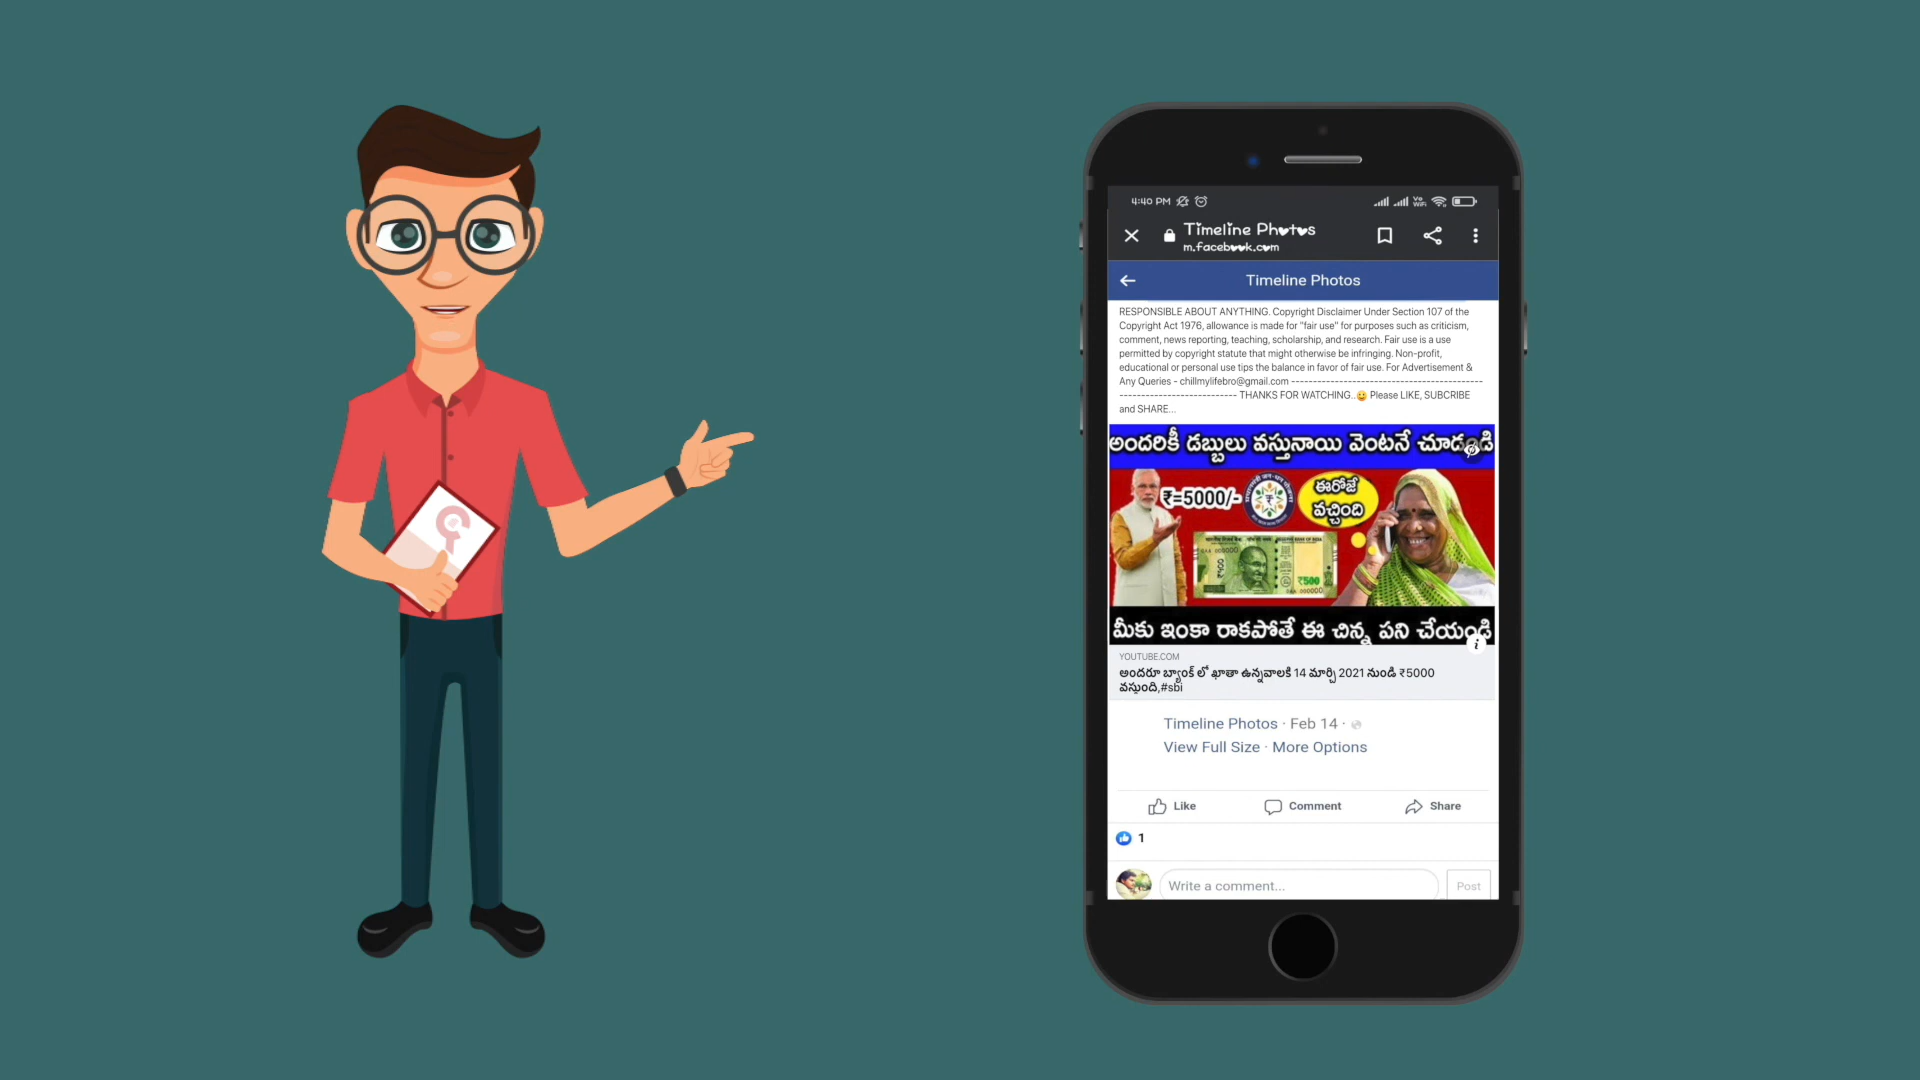 4:40 PM
Timeline Photos
m.facebook.com
Timeline Photos
RESPONSIBLE ABOUT ANYTHING. Copyright Disclaimer Under Section 107 of the
Copyright Act 1976, allowance is made for "fair use" for purposes such as criticism,
comment, news reporting, teaching, scholarship, and research. Fair use is a use
permitted by copyright statute that might otherwise be infringing. Non-profit,
educational or personal use tips the balance in favor of fair use. For Advertisement &
Any Queries - chillmylifebro@gmail.com --------------------------------------------
--------------------------- THANKS FOR WATCHING..😃 Please LIKE, SUBCRIBE
and SHARE...
అందరికీ డబ్బులు వస్తునాయి వెంటనే చూడండి
₹=5000/-
ఈరోజే
వచ్చింది
₹500
మీకు ఇంకా రాకపోతే ఈ చిన్న పని చేయండి
YOUTUBE.COM
అందరూ బ్యాంక్ లో ఖాతా ఉన్నవాలకి 14 మార్చి 2021 నుండి ₹5000
వస్తుంది,#sbi
Timeline Photos · Feb 14 ·
View Full Size · More Options
Like
Comment
Share
1
Write a comment...
Post